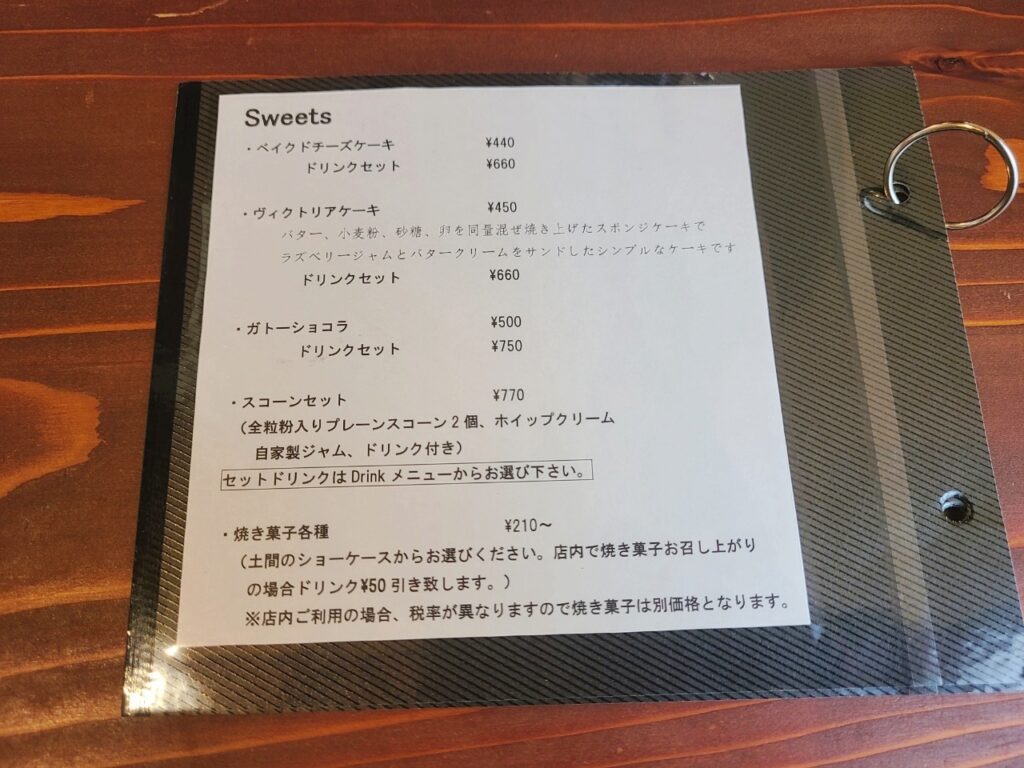 Sweets
・ベイクドチーズケーキ ¥440
ドリンクセット ¥660
・ヴィクトリアケーキ ¥450
バター、小麦粉、砂糖、卵を同量混ぜ焼き上げたスポンジケーキで
ラズベリージャムとバタークリームをサンドしたシンプルなケーキです
ドリンクセット ¥660
・ガトーショコラ ¥500
ドリンクセット ¥750
・スコーンセット ¥770
（全粒粉入りプレーンスコーン2個、ホイップクリーム
自家製ジャム、ドリンク付き）
セットドリンクは Drink メニューからお選び下さい。
・焼き菓子各種 ¥210～
（土間のショーケースからお選びください。店内で焼き菓子お召し上がり
の場合ドリンク¥50 引き致します。）
※店内ご利用の場合、税率が異なりますので焼き菓子は別価格となります。